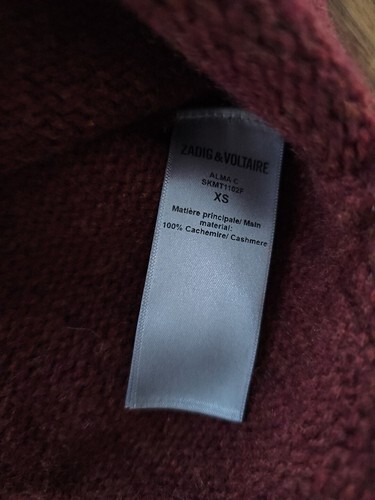 ZADIG & VOLTAIRE
ALMA C
SKMT1102F
XS
Matière principale/ Main
material:
100% Cachemire/ Cashmere